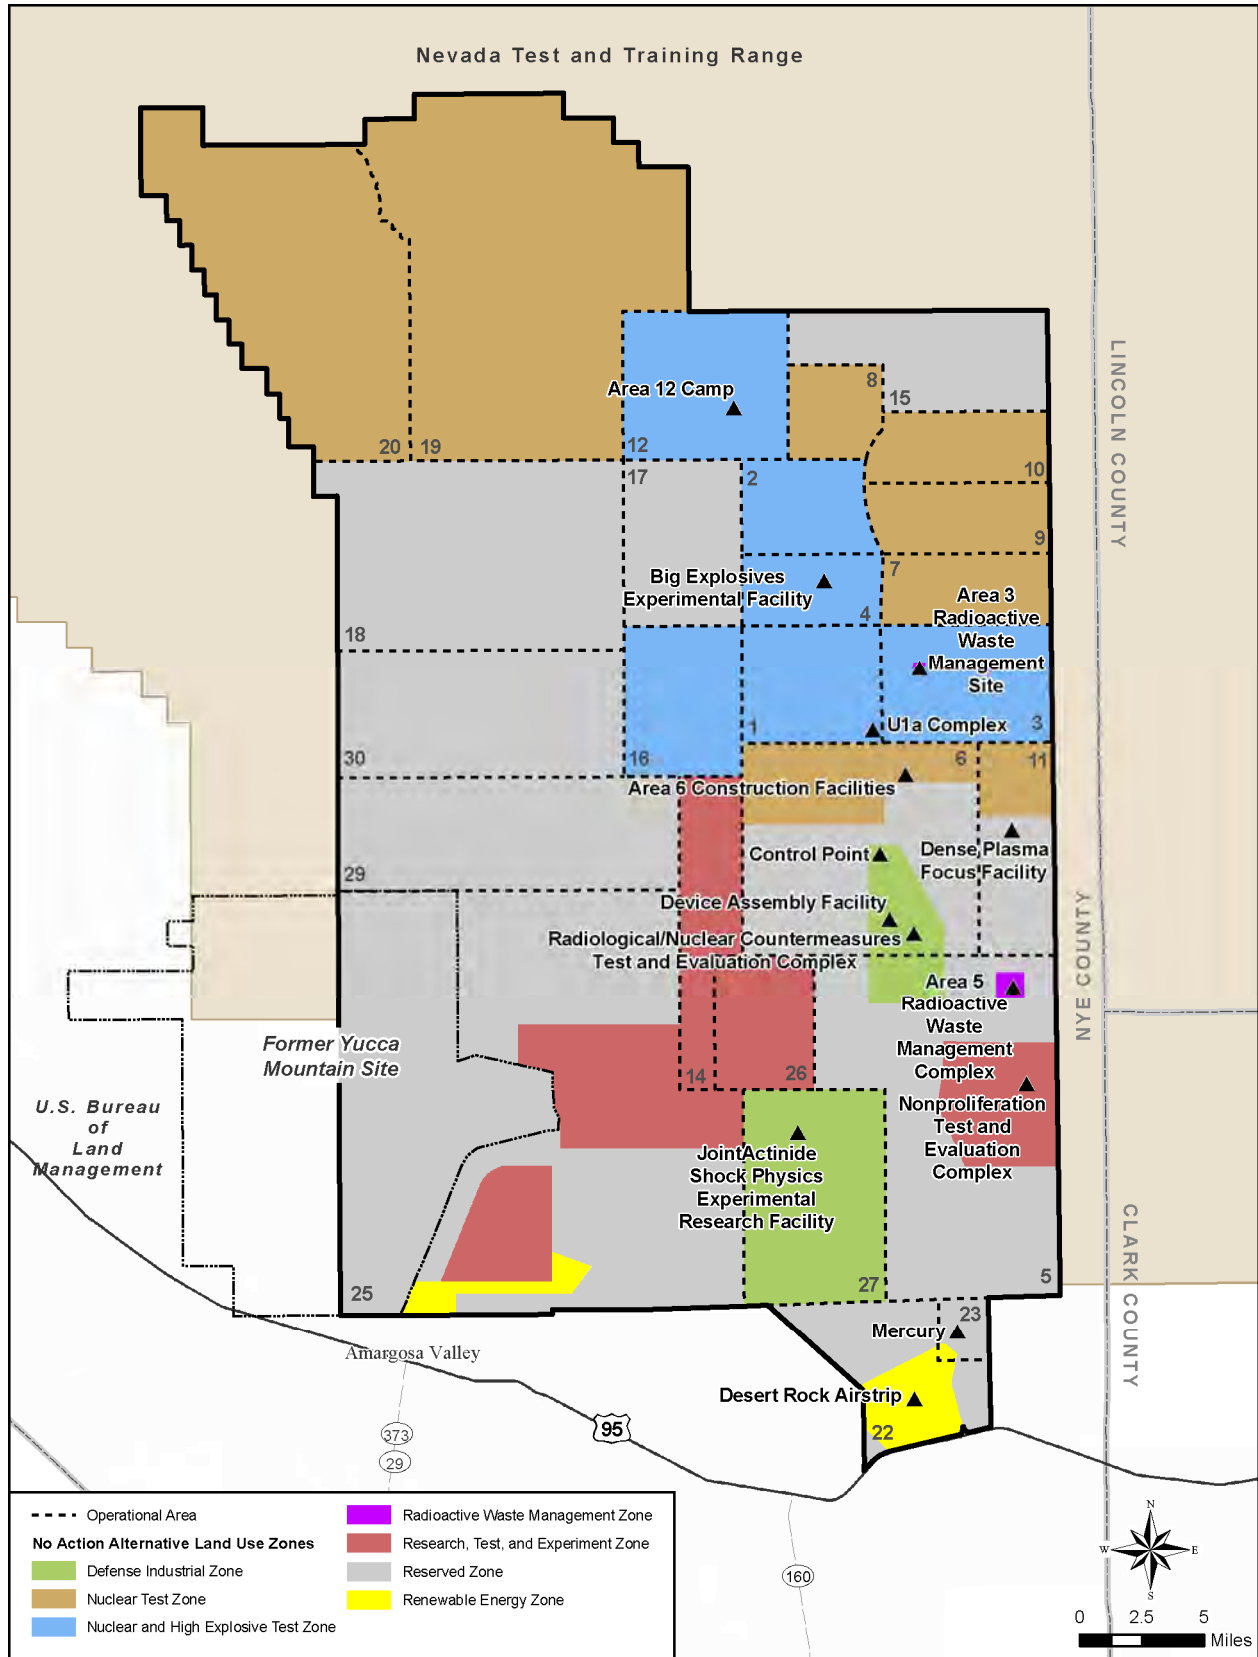 Nevada Test and Training Range
LINCOLN COUNTY
8
15
Area 12 Camp
20
19
12
10
17
2
9
7
Big Explosives
Experimental Facility
4
Area 3
Radioactive
Waste
Management
Site
18
U1a Complex
1
3
30
16
6
11
Area 6 Construction Facilities
Control Point
Dense Plasma
Focus Facility
29
Device Assembly Facility
Radiological/Nuclear Countermeasures
Test and Evaluation Complex
NYE COUNTY
Area 5
Radioactive
Waste
Management
Complex
Former Yucca
Mountain Site
14
26
U.S. Bureau
of
Land
Management
Nonproliferation
Test and
Evaluation
Complex
JointActinide
Shock Physics
Experimental
Research Facility
CLARK COUNTY
25
27
5
23
Mercury
Amargosa Valley
Desert Rock Airstrip
22
95
373
29
160
Operational Area
No Action Alternative Land Use Zones
Defense Industrial Zone
Nuclear Test Zone
Nuclear and High Explosive Test Zone
Radioactive Waste Management Zone
Research, Test, and Experiment Zone
Reserved Zone
Renewable Energy Zone
N
W
E
S
0 2.5 5
Miles